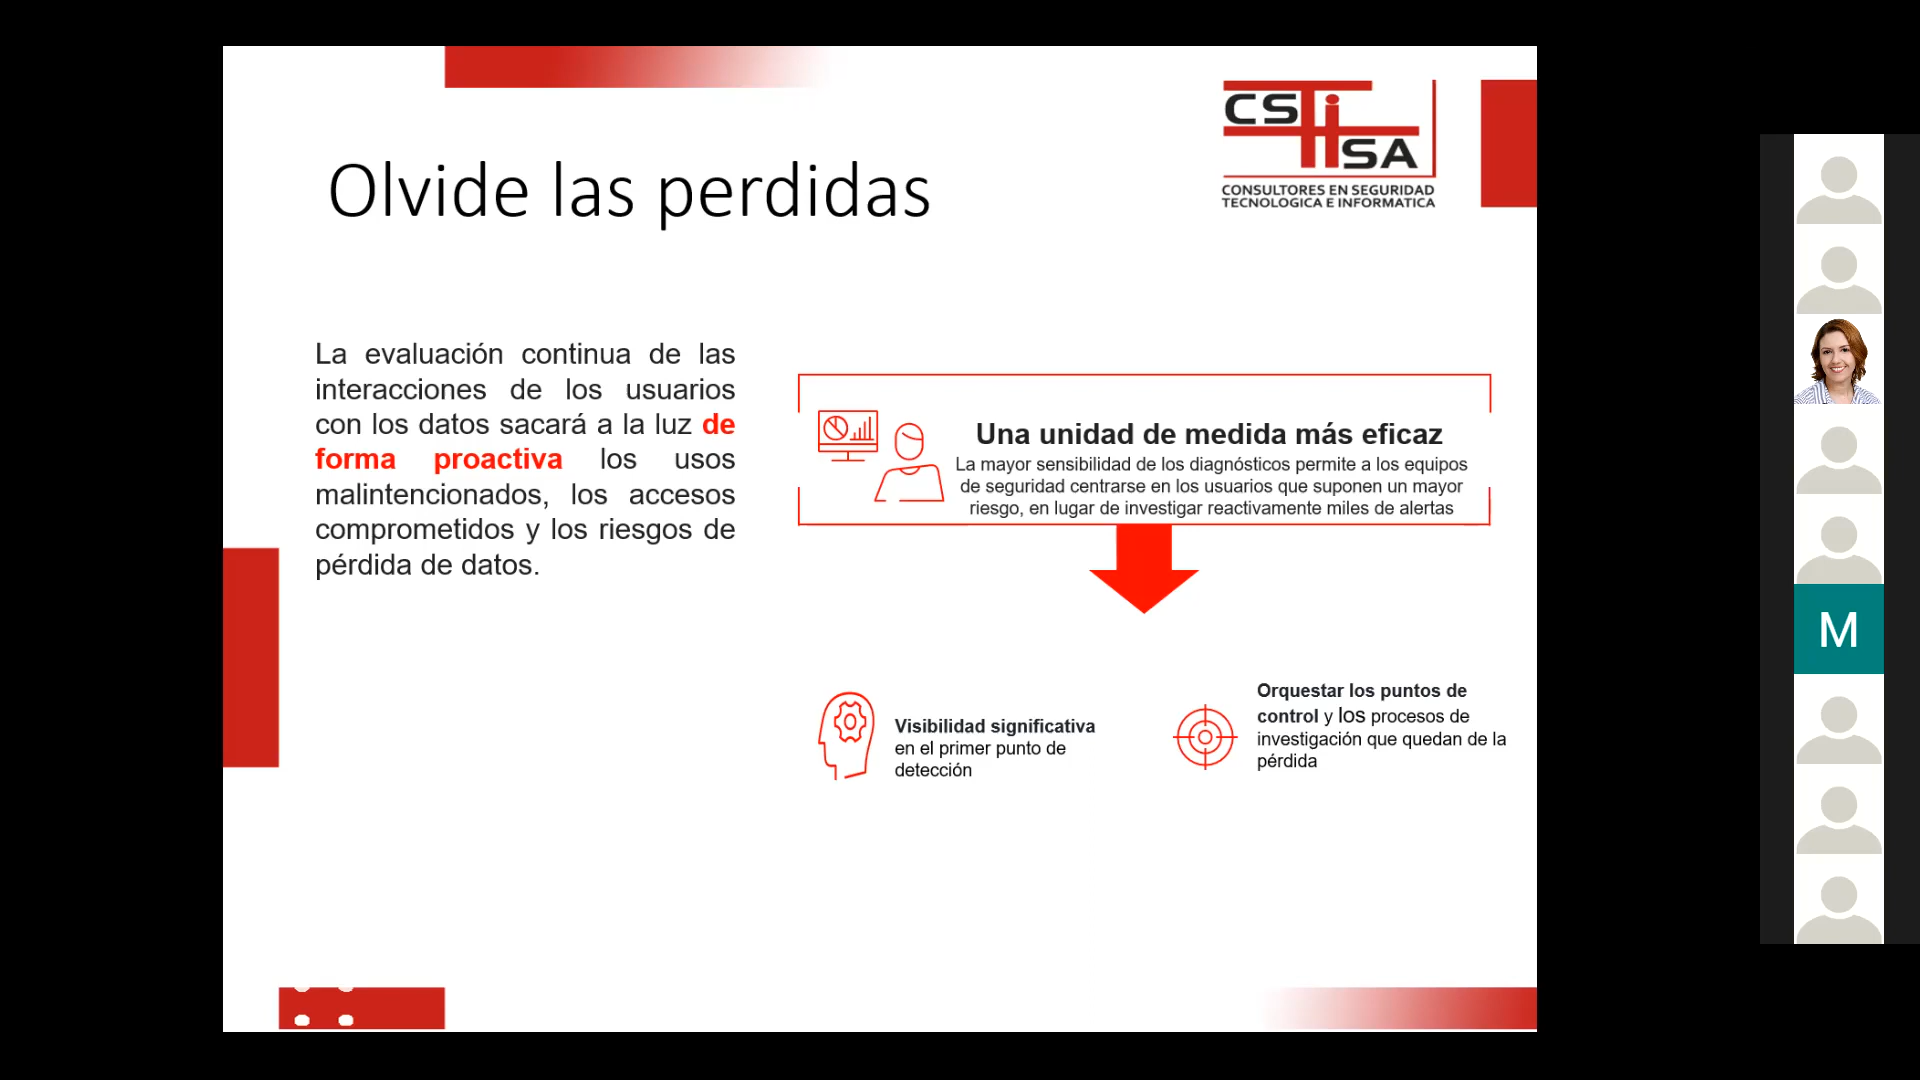 Olvide las perdidas
CSTISA
CONSULTORES EN SEGURIDAD
TECNOLOGICA E INFORMATICA
La evaluación continua de las
interacciones de los usuarios
con los datos sacará a la luz de
forma proactiva los usos
malintencionados, los accesos
comprometidos y los riesgos de
pérdida de datos.
Una unidad de medida más eficaz
La mayor sensibilidad de los diagnósticos permite a los equipos
de seguridad centrarse en los usuarios que suponen un mayor
riesgo, en lugar de investigar reactivamente miles de alertas
Visibilidad significativa
en el primer punto de
detección
Orquestar los puntos de
control y los procesos de
investigación que quedan de la
pérdida
M